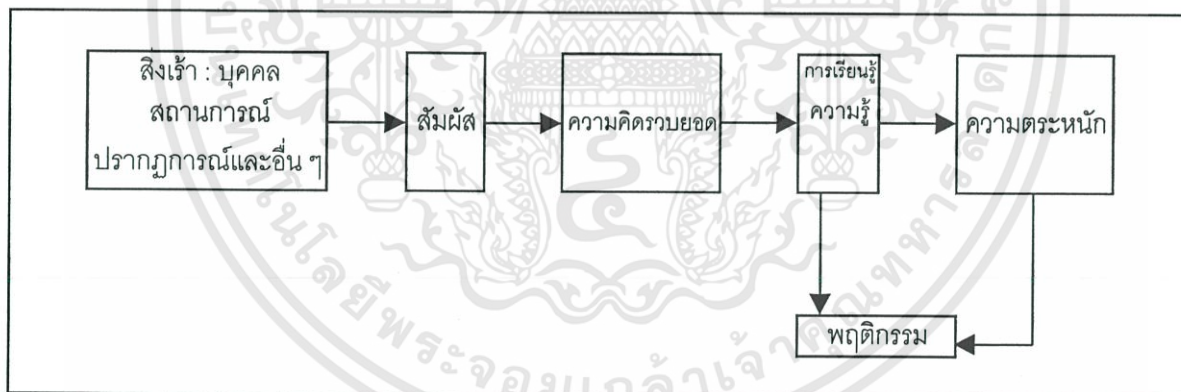 สิ่งเร้า : บุคคล
สถานการณ์
ปรากฏการณ์และอื่น ๆ
สัมผัส
ความคิดรวบยอด
การเรียนรู้
ความรู้
ความตระหนัก
พฤติกรรม